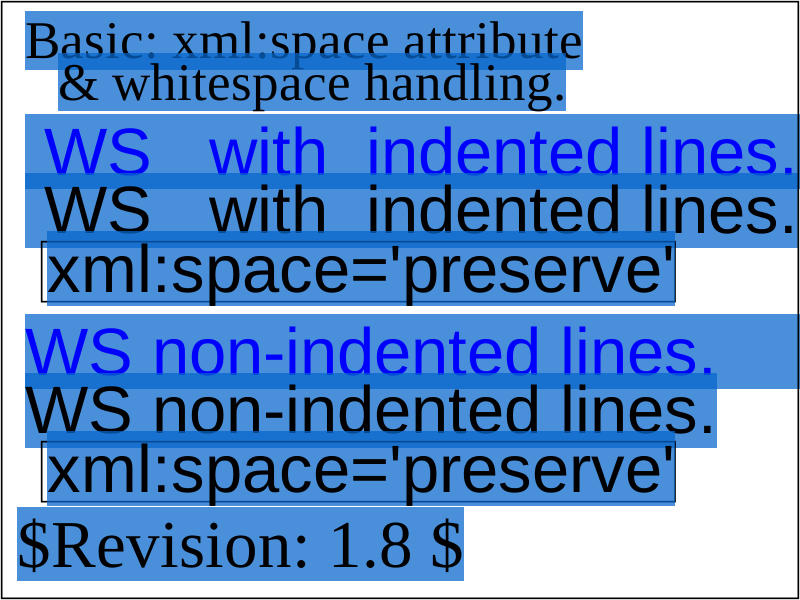 Basic: xml:space attribute
& whitespace handling.
WS   with  indented lines.
WS   with  indented lines.
xml:space='preserve'
WS non-indented lines.
WS non-indented lines.
xml:space='preserve'
$Revision: 1.8 $